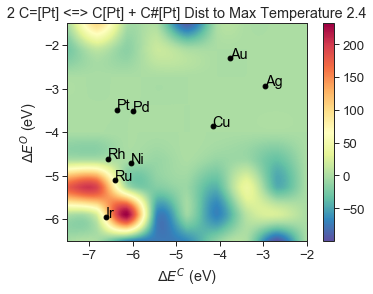 2 C=[Pt] <=> C[Pt] + C#[Pt] Dist to Max Temperature 2.4
−2
−3
−4
−5
−6
ΔE^O (eV)
Au
Ag
Pt
Pd
Cu
Rh
Ni
Ru
Ir
−7
−6
−5
−4
−3
−2
ΔE^C (eV)
200
150
100
50
0
−50